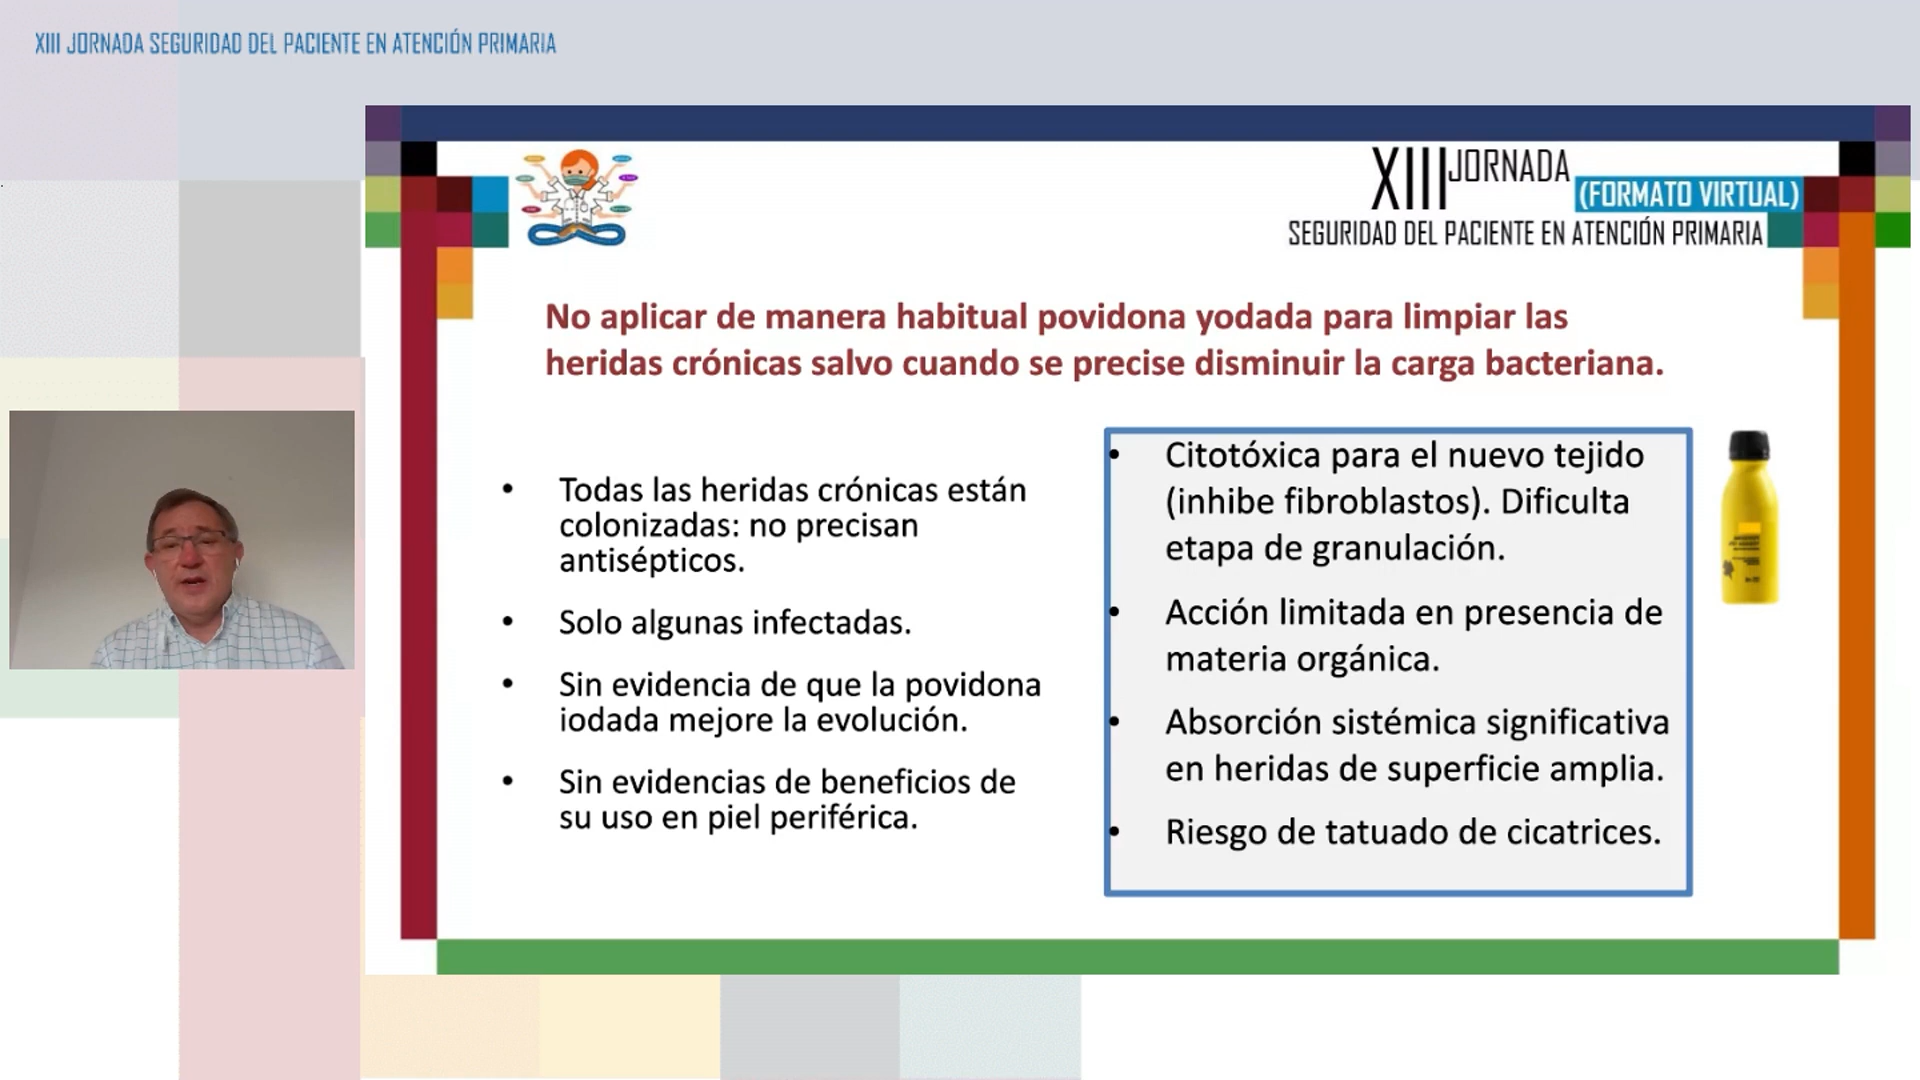 XIII JORNADA SEGURIDAD DEL PACIENTE EN ATENCIÓN PRIMARIA
XIII JORNADA
(FORMATO VIRTUAL)
SEGURIDAD DEL PACIENTE EN ATENCIÓN PRIMARIA
No aplicar de manera habitual povidona yodada para limpiar las
heridas crónicas salvo cuando se precise disminuir la carga bacteriana.
• Todas las heridas crónicas están
colonizadas: no precisan
antisépticos.
• Solo algunas infectadas.
• Sin evidencia de que la povidona
iodada mejore la evolución.
• Sin evidencias de beneficios de
su uso en piel periférica.
• Citotóxica para el nuevo tejido
(inhibe fibroblastos). Dificulta
etapa de granulación.
• Acción limitada en presencia de
materia orgánica.
• Absorción sistémica significativa
en heridas de superficie amplia.
• Riesgo de tatuado de cicatrices.